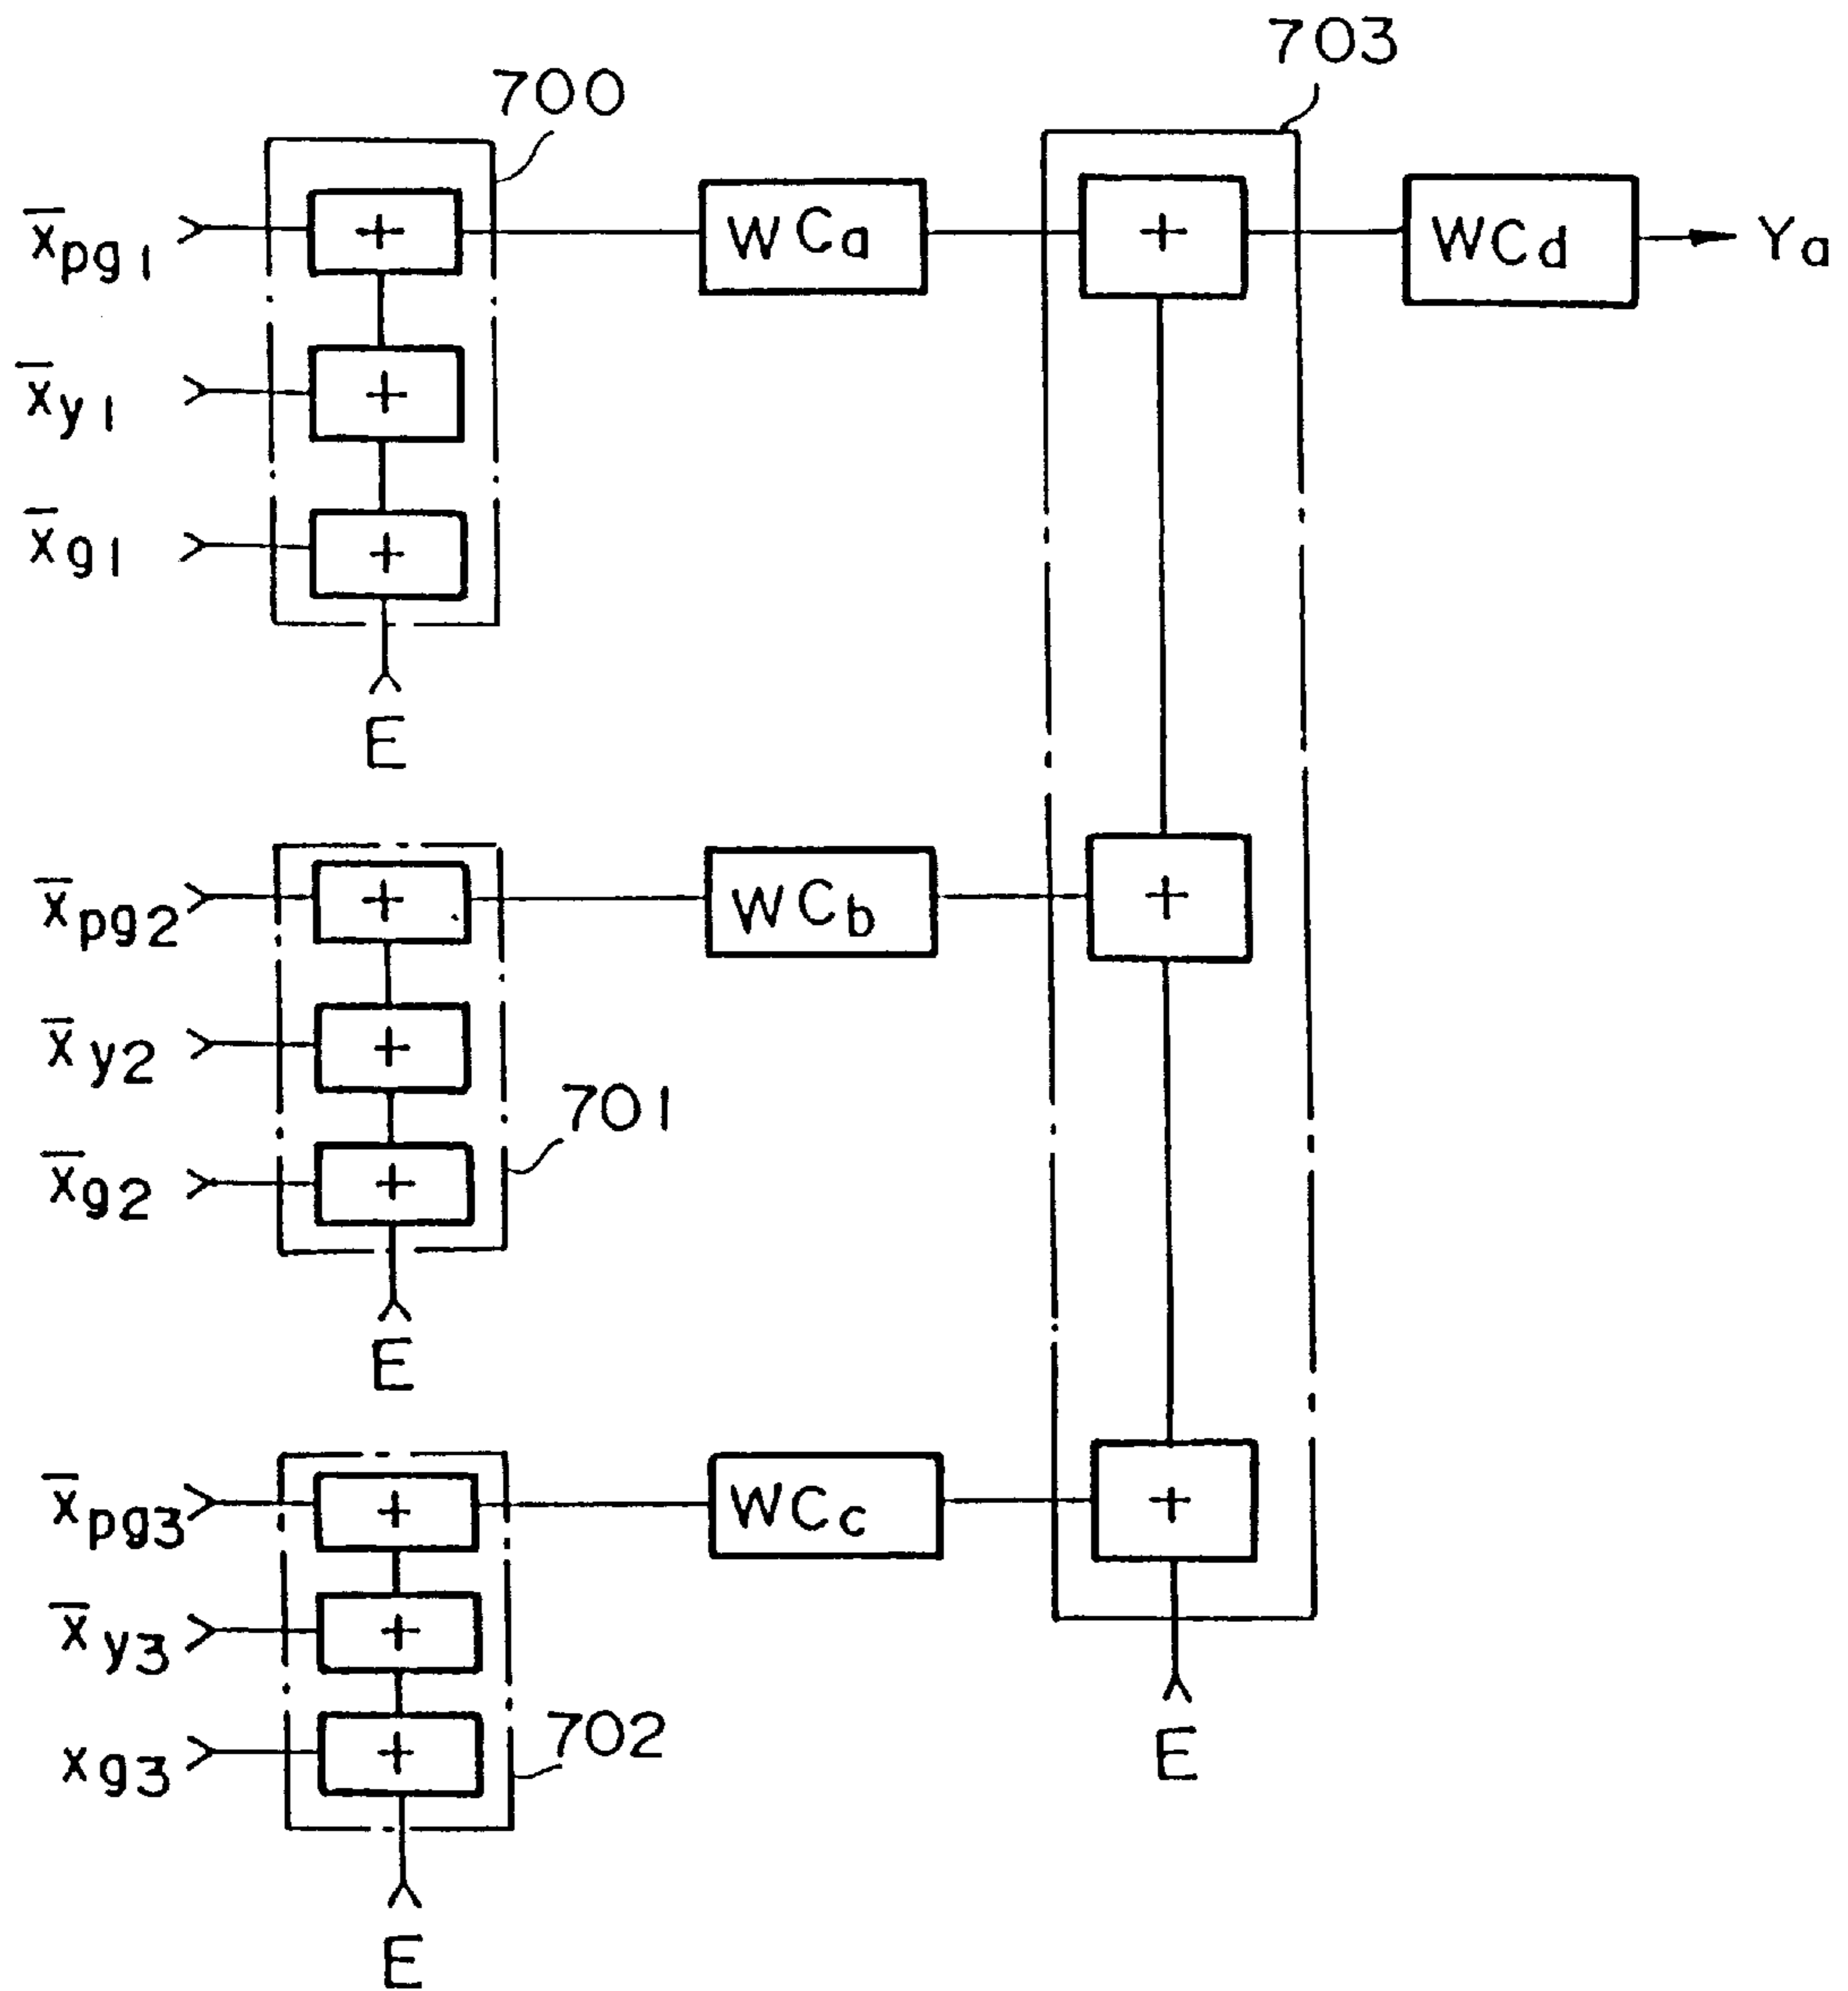 703
700
x̄pg1 + WCa + WCd Ya
x̄y1 +
x̄g1 +
E
x̄pg2 + WCb +
x̄y2 +
701
x̄g2 +
E
x̄pg3 + WCc +
x̄y3 +
702
xg3 +
E
E